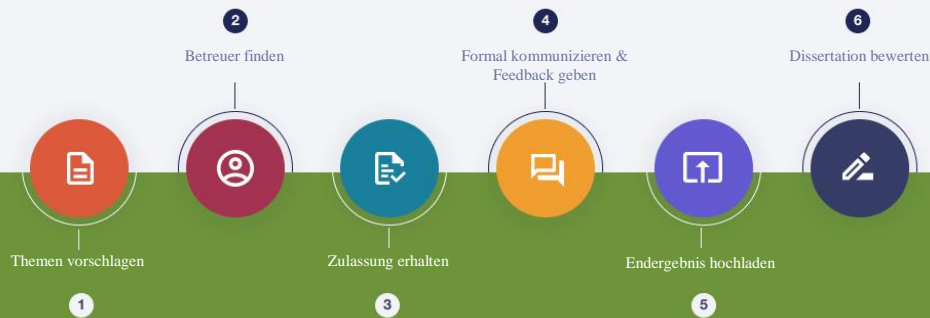 2
4
6
Betreuer finden
Formal kommunizieren &
Feedback geben
Dissertation bewerten
Themen vorschlagen
Zulassung erhalten
Endergebnis hochladen
1
3
5